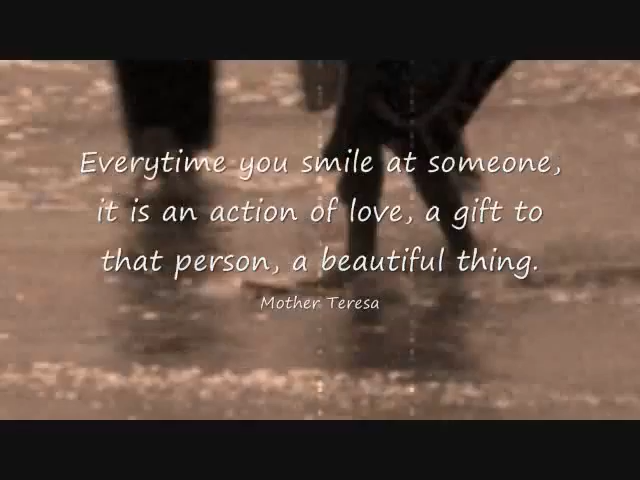 Everytime you smile at someone,
it is an action of love, a gift to
that person, a beautiful thing.
Mother Teresa